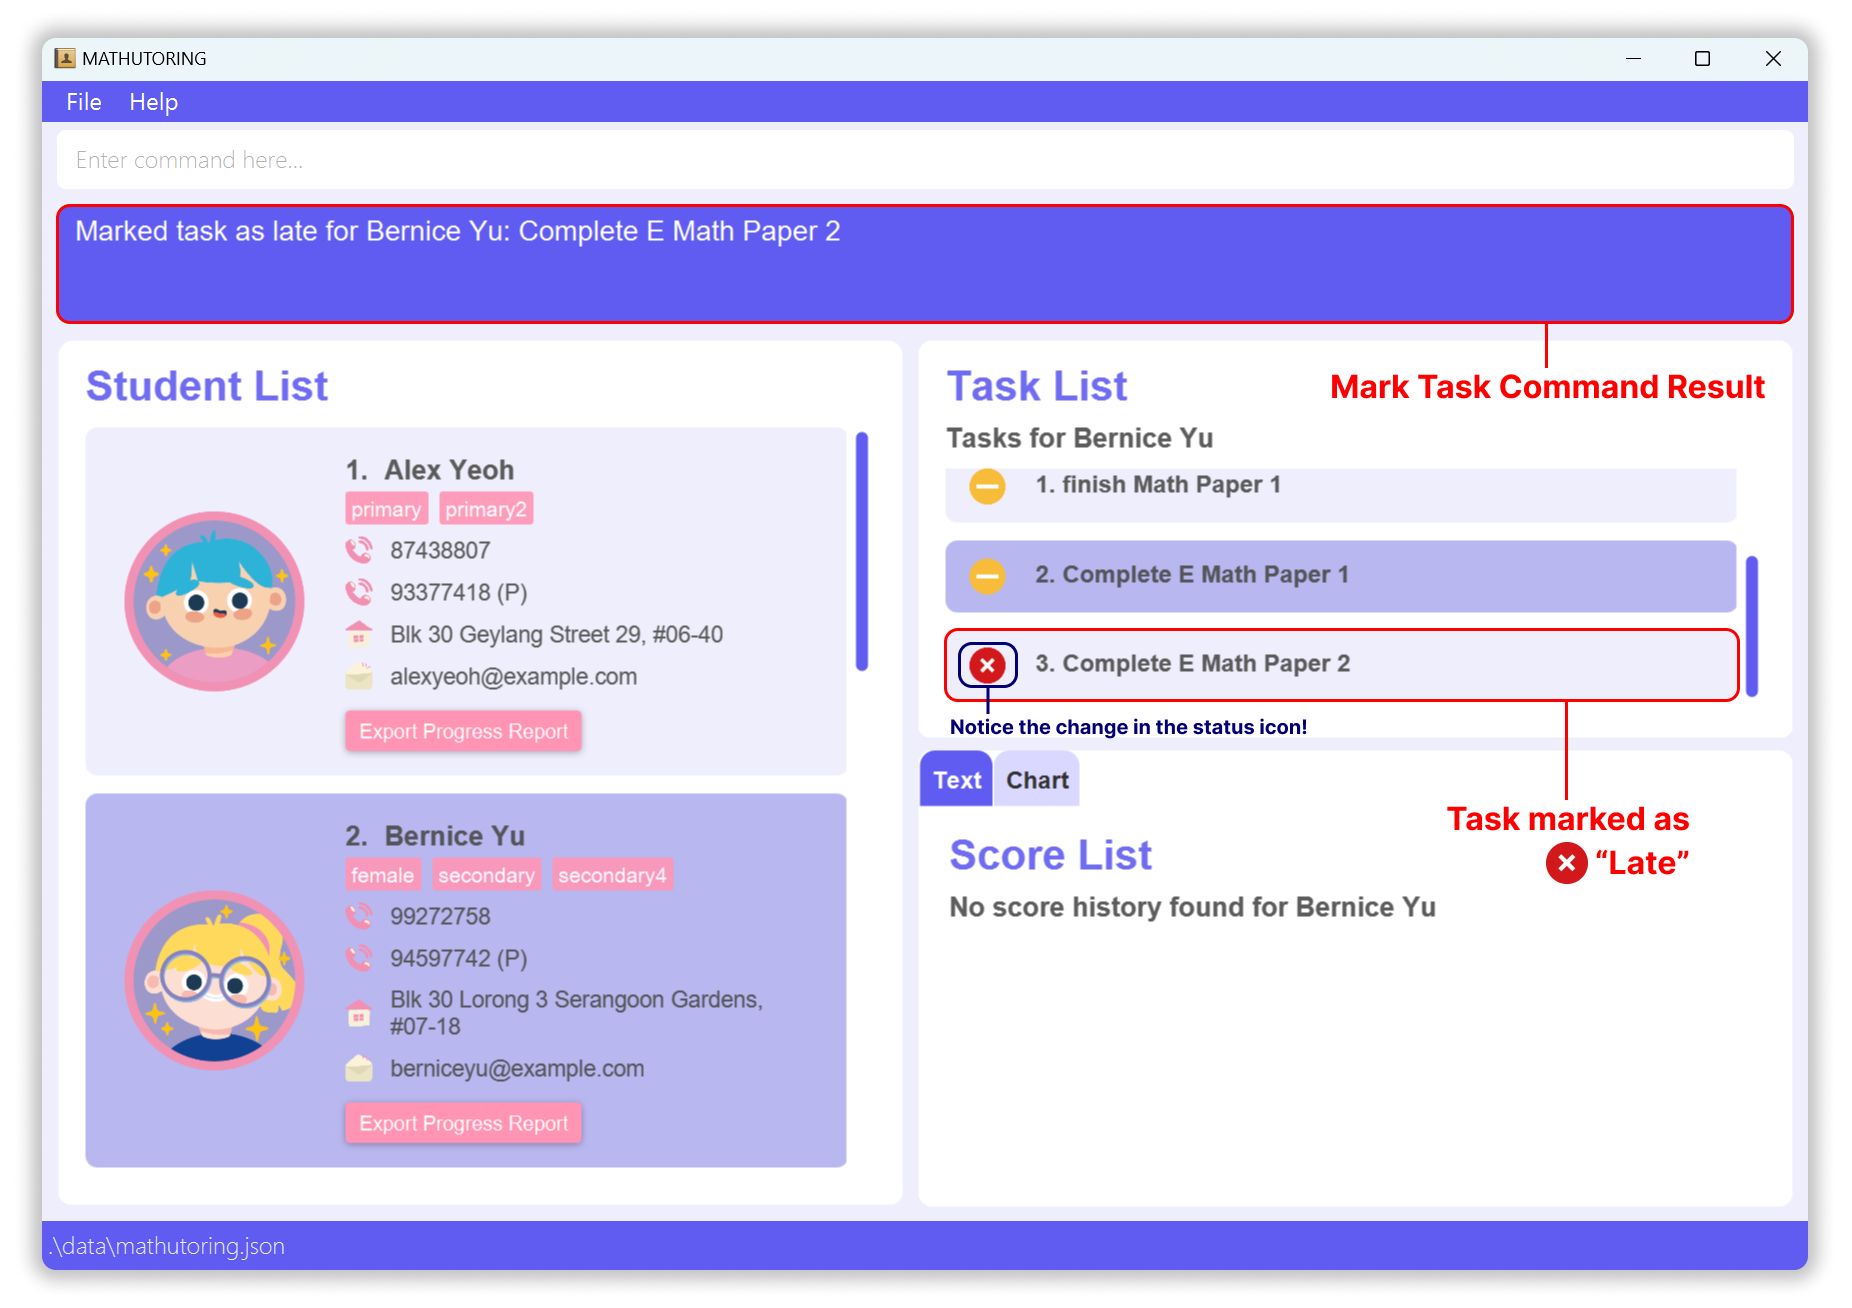 MATHUTORING
File Help
Enter command here...
Marked task as late for Bernice Yu: Complete E Math Paper 2
Mark Task Command Result
Student List
1. Alex Yeoh
primary primary2
87438807
93377418 (P)
Blk 30 Geylang Street 29, #06-40
alexyeoh@example.com
Export Progress Report
2. Bernice Yu
female secondary secondary4
99272758
94597742 (P)
Blk 30 Lorong 3 Serangoon Gardens,
#07-18
berniceyu@example.com
Export Progress Report
Task List
Tasks for Bernice Yu
1. finish Math Paper 1
2. Complete E Math Paper 1
3. Complete E Math Paper 2
Notice the change in the status icon!
Task marked as
“Late”
Text Chart
Score List
No score history found for Bernice Yu
.\data\mathutoring.json